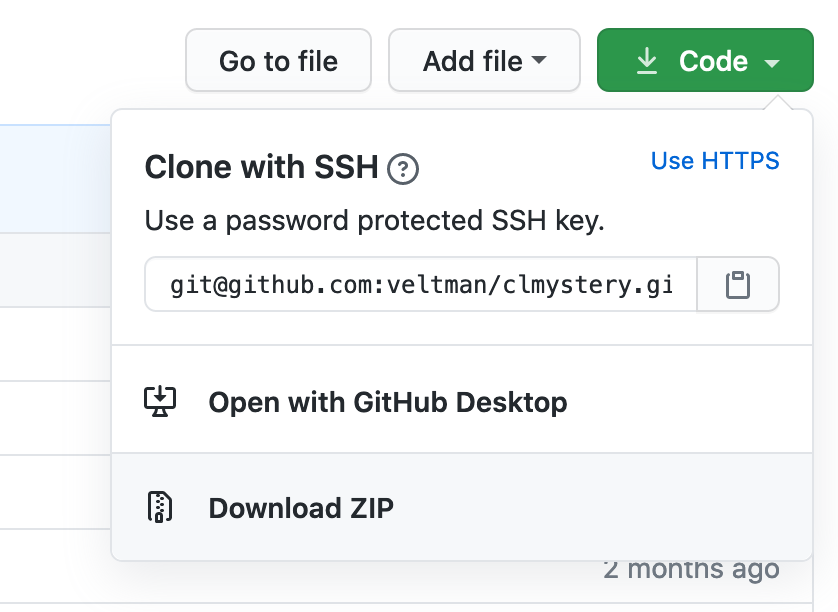 Go to file
Add file
Code
Clone with SSH
Use HTTPS
Use a password protected SSH key.
git@github.com:veltman/clmystery.gi
Open with GitHub Desktop
Download ZIP
2 months ago